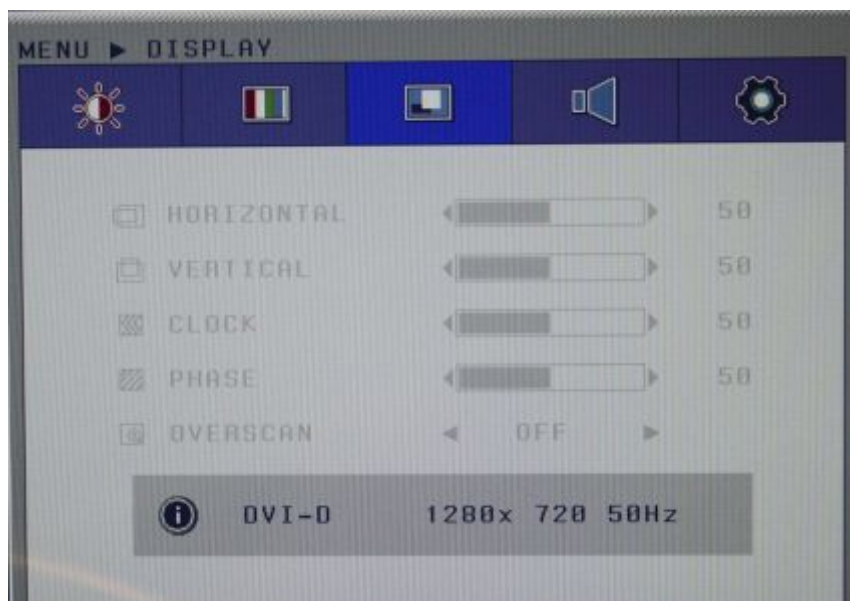 MENU ▶ DISPLAY
HORIZONTAL 50
VERTICAL 50
CLOCK 50
PHASE 50
OVERSCAN ◀ OFF ▶
DVI-D 1280x 720 50Hz